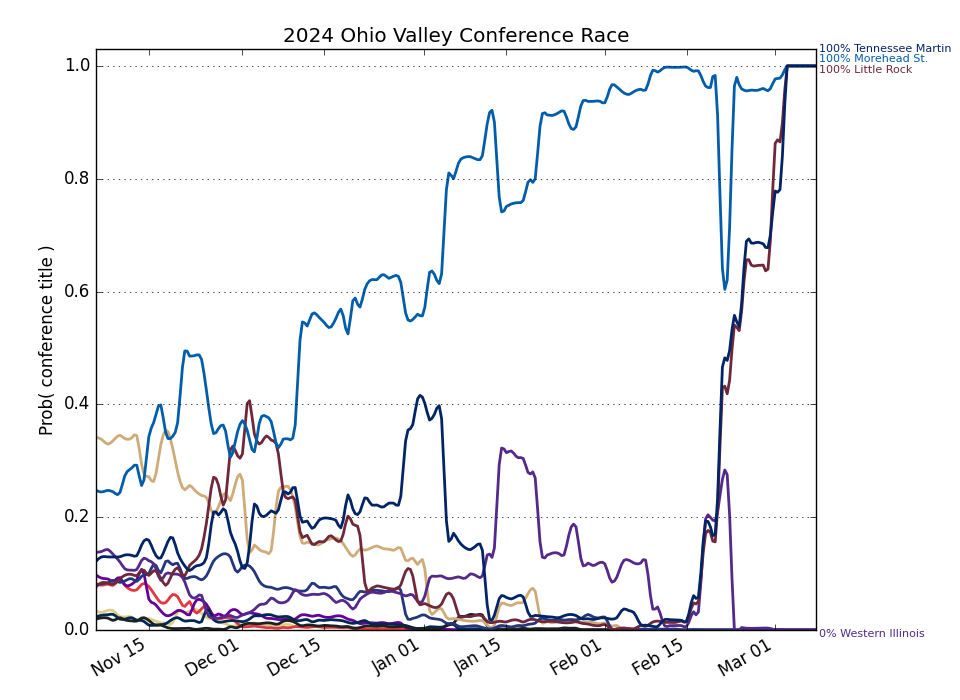 2024 Ohio Valley Conference Race
100% Tennessee Martin
100% Morehead St.
100% Little Rock
1.0
0.8
0.6
0.4
0.2
0.0
Prob( conference title )
0% Western Illinois
Nov 15
Dec 01
Dec 15
Jan 01
Jan 15
Feb 01
Feb 15
Mar 01